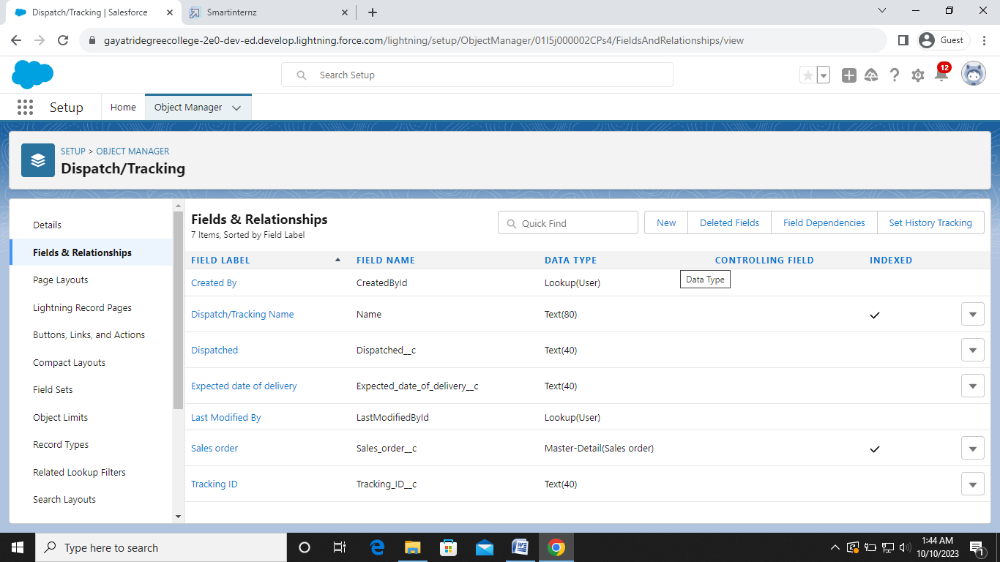 Dispatch/Tracking | Salesforce
Smartinternz
gayatridegreecollege-2e0-dev-ed.develop.lightning.force.com/lightning/setup/ObjectManager/01I5j000002CPs4/FieldsAndRelationships/view
Guest
Search Setup
12
Setup
Home
Object Manager
SETUP > OBJECT MANAGER
Dispatch/Tracking
Details
Fields & Relationships
Page Layouts
Lightning Record Pages
Buttons, Links, and Actions
Compact Layouts
Field Sets
Object Limits
Record Types
Related Lookup Filters
Search Layouts
Fields & Relationships
7 Items, Sorted by Field Label
Quick Find
New
Deleted Fields
Field Dependencies
Set History Tracking
FIELD LABEL FIELD NAME DATA TYPE CONTROLLING FIELD INDEXED
Data Type
Created By CreatedById Lookup(User)
Dispatch/Tracking Name Name Text(80)
Dispatched Dispatched__c Text(40)
Expected date of delivery Expected_date_of_delivery__c Text(40)
Last Modified By LastModifiedById Lookup(User)
Sales order Sales_order__c Master-Detail(Sales order)
Tracking ID Tracking_ID__c Text(40)
Type here to search
1:44 AM
10/10/2023
1